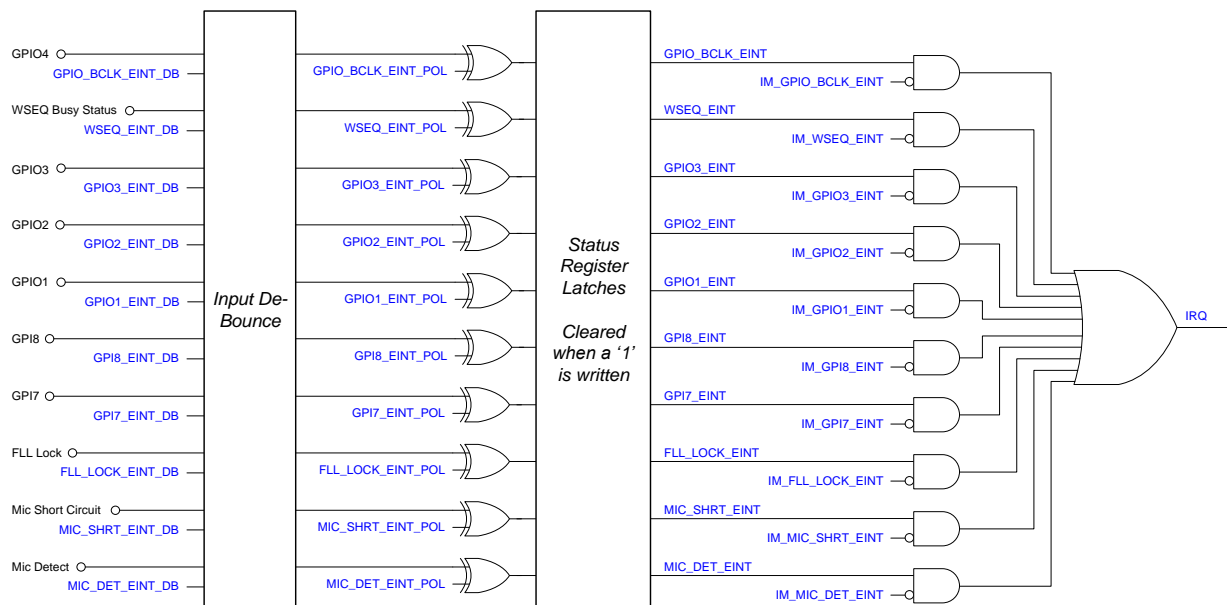 GPIO4
GPIO_BCLK_EINT_DB
GPIO_BCLK_EINT_POL
GPIO_BCLK_EINT
IM_GPIO_BCLK_EINT
WSEQ Busy Status
WSEQ_EINT_DB
WSEQ_EINT_POL
WSEQ_EINT
IM_WSEQ_EINT
GPIO3
GPIO3_EINT_DB
GPIO3_EINT_POL
GPIO3_EINT
IM_GPIO3_EINT
GPIO2
GPIO2_EINT_DB
GPIO2_EINT_POL
GPIO2_EINT
IM_GPIO2_EINT
GPIO1
GPIO1_EINT_DB
GPIO1_EINT_POL
GPIO1_EINT
IM_GPIO1_EINT
Input De-
Bounce
Status
Register
Latches
Cleared
when a ‘1’
is written
IRQ
GPI8
GPI8_EINT_DB
GPI8_EINT_POL
GPI8_EINT
IM_GPI8_EINT
GPI7
GPI7_EINT_DB
GPI7_EINT_POL
GPI7_EINT
IM_GPI7_EINT
FLL Lock
FLL_LOCK_EINT_DB
FLL_LOCK_EINT_POL
FLL_LOCK_EINT
IM_FLL_LOCK_EINT
Mic Short Circuit
MIC_SHRT_EINT_DB
MIC_SHRT_EINT_POL
MIC_SHRT_EINT
IM_MIC_SHRT_EINT
Mic Detect
MIC_DET_EINT_DB
MIC_DET_EINT_POL
MIC_DET_EINT
IM_MIC_DET_EINT